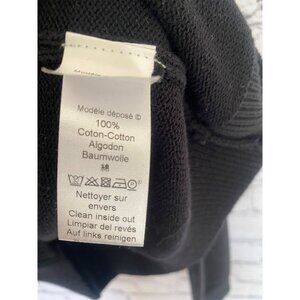 Modèle déposé ©
100%
Coton-Cotton
Algodon
Baumwolle
綿
Nettoyer sur
envers
Clean inside out
Limpiar del revés
Auf links reinigen